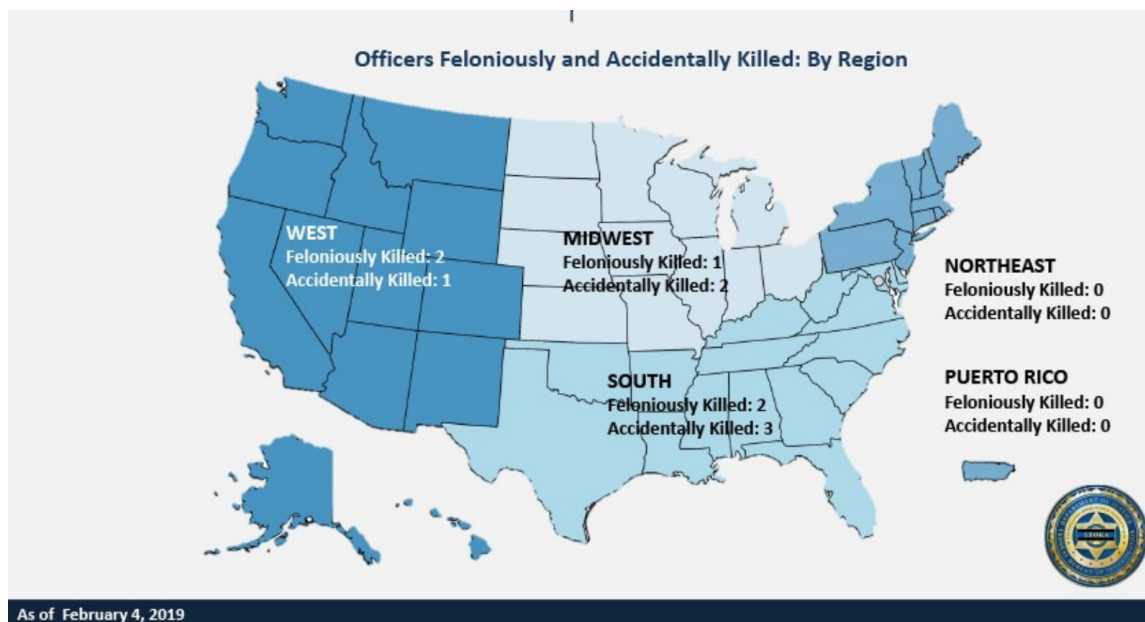 Officers Feloniously and Accidentally Killed: By Region
WEST
Feloniously Killed: 2
Accidentally Killed: 1
MIDWEST
Feloniously Killed: 1
Accidentally Killed: 2
NORTHEAST
Feloniously Killed: 0
Accidentally Killed: 0
SOUTH
Feloniously Killed: 2
Accidentally Killed: 3
PUERTO RICO
Feloniously Killed: 0
Accidentally Killed: 0
LEOKA
As of February 4, 2019